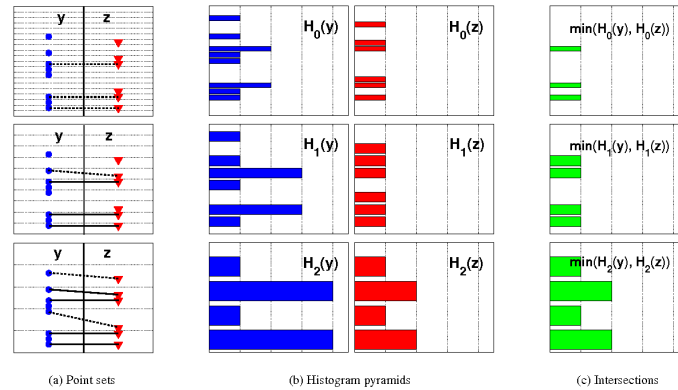 y z
H0(y)
H0(z)
min(H0(y), H0(z))
y z
H1(y)
H1(z)
min(H1(y), H1(z))
y z
H2(y)
H2(z)
min(H2(y), H2(z))
(a) Point sets
(b) Histogram pyramids
(c) Intersections